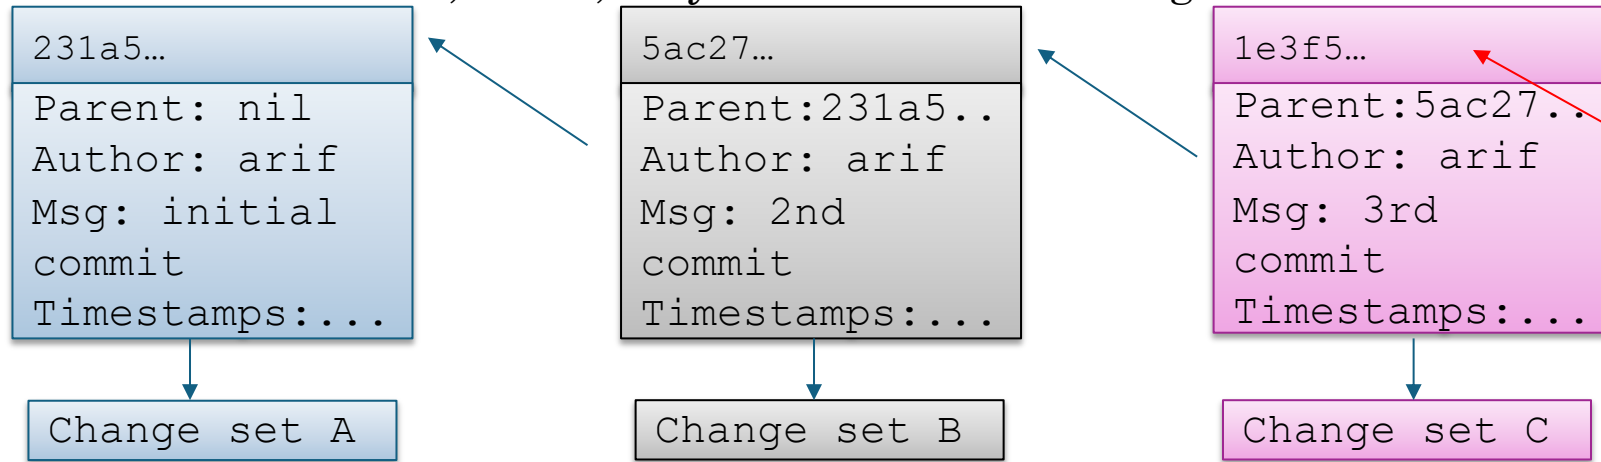 231a5…
Parent: nil
Author: arif
Msg: initial
commit
Timestamps:...
Change set A
5ac27…
Parent:231a5..
Author: arif
Msg: 2nd
commit
Timestamps:...
Change set B
1e3f5…
Parent:5ac27..
Author: arif
Msg: 3rd
commit
Timestamps:...
Change set C